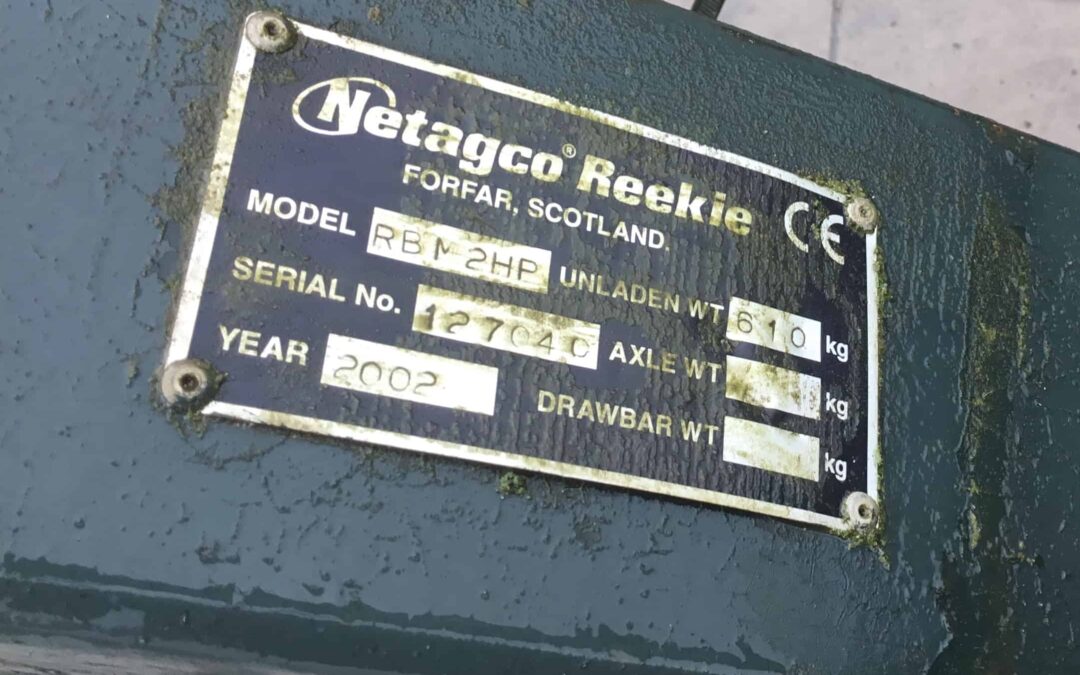 Netagco® Reekie
FORFAR, SCOTLAND.
CE
MODEL RBM2HP UNLADEN WT 610 kg
SERIAL No. 127040 AXLE WT kg
YEAR 2002 DRAWBAR WT kg